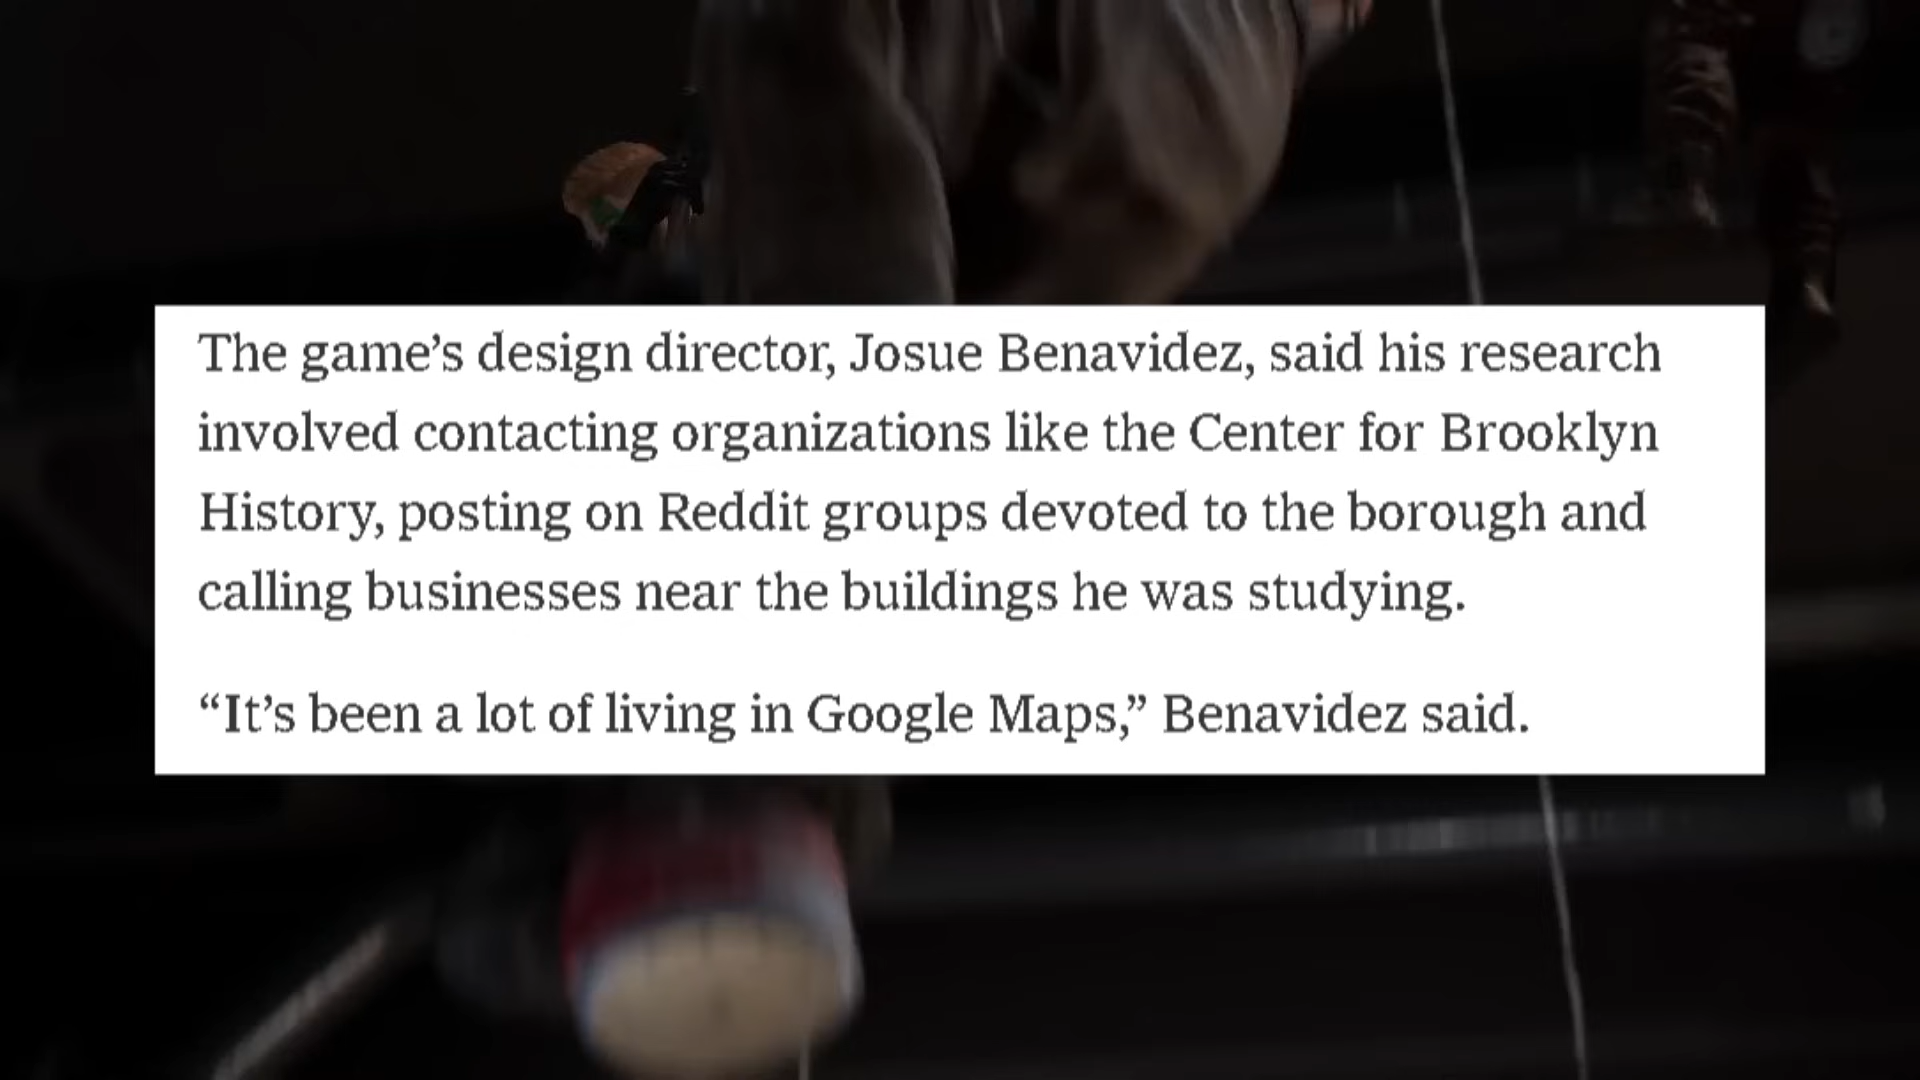 The game’s design director, Josue Benavidez, said his research
involved contacting organizations like the Center for Brooklyn
History, posting on Reddit groups devoted to the borough and
calling businesses near the buildings he was studying.
“It’s been a lot of living in Google Maps,” Benavidez said.